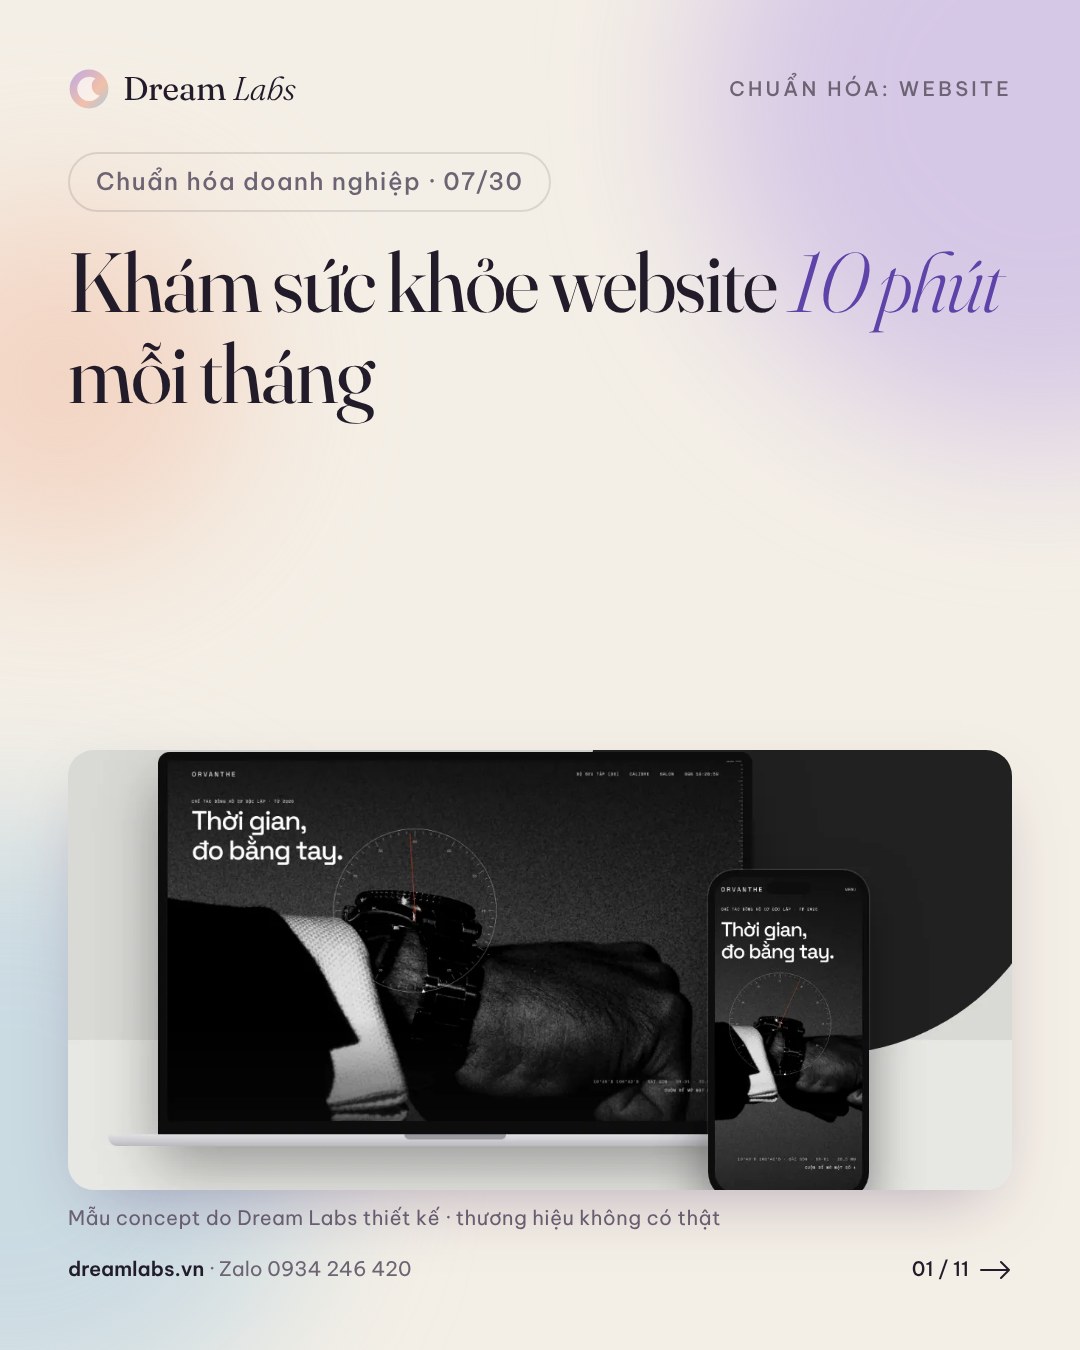 Dream Labs
CHUẨN HÓA: WEBSITE
Chuẩn hóa doanh nghiệp · 07/30
Khám sức khỏe website 10 phút
mỗi tháng
ORVANTHE
Thời gian,
đo bằng tay.
ORVANTHE
MENU
Thời gian,
đo bằng tay.
Mẫu concept do Dream Labs thiết kế · thương hiệu không có thật
dreamlabs.vn · Zalo 0934 246 420
01 / 11